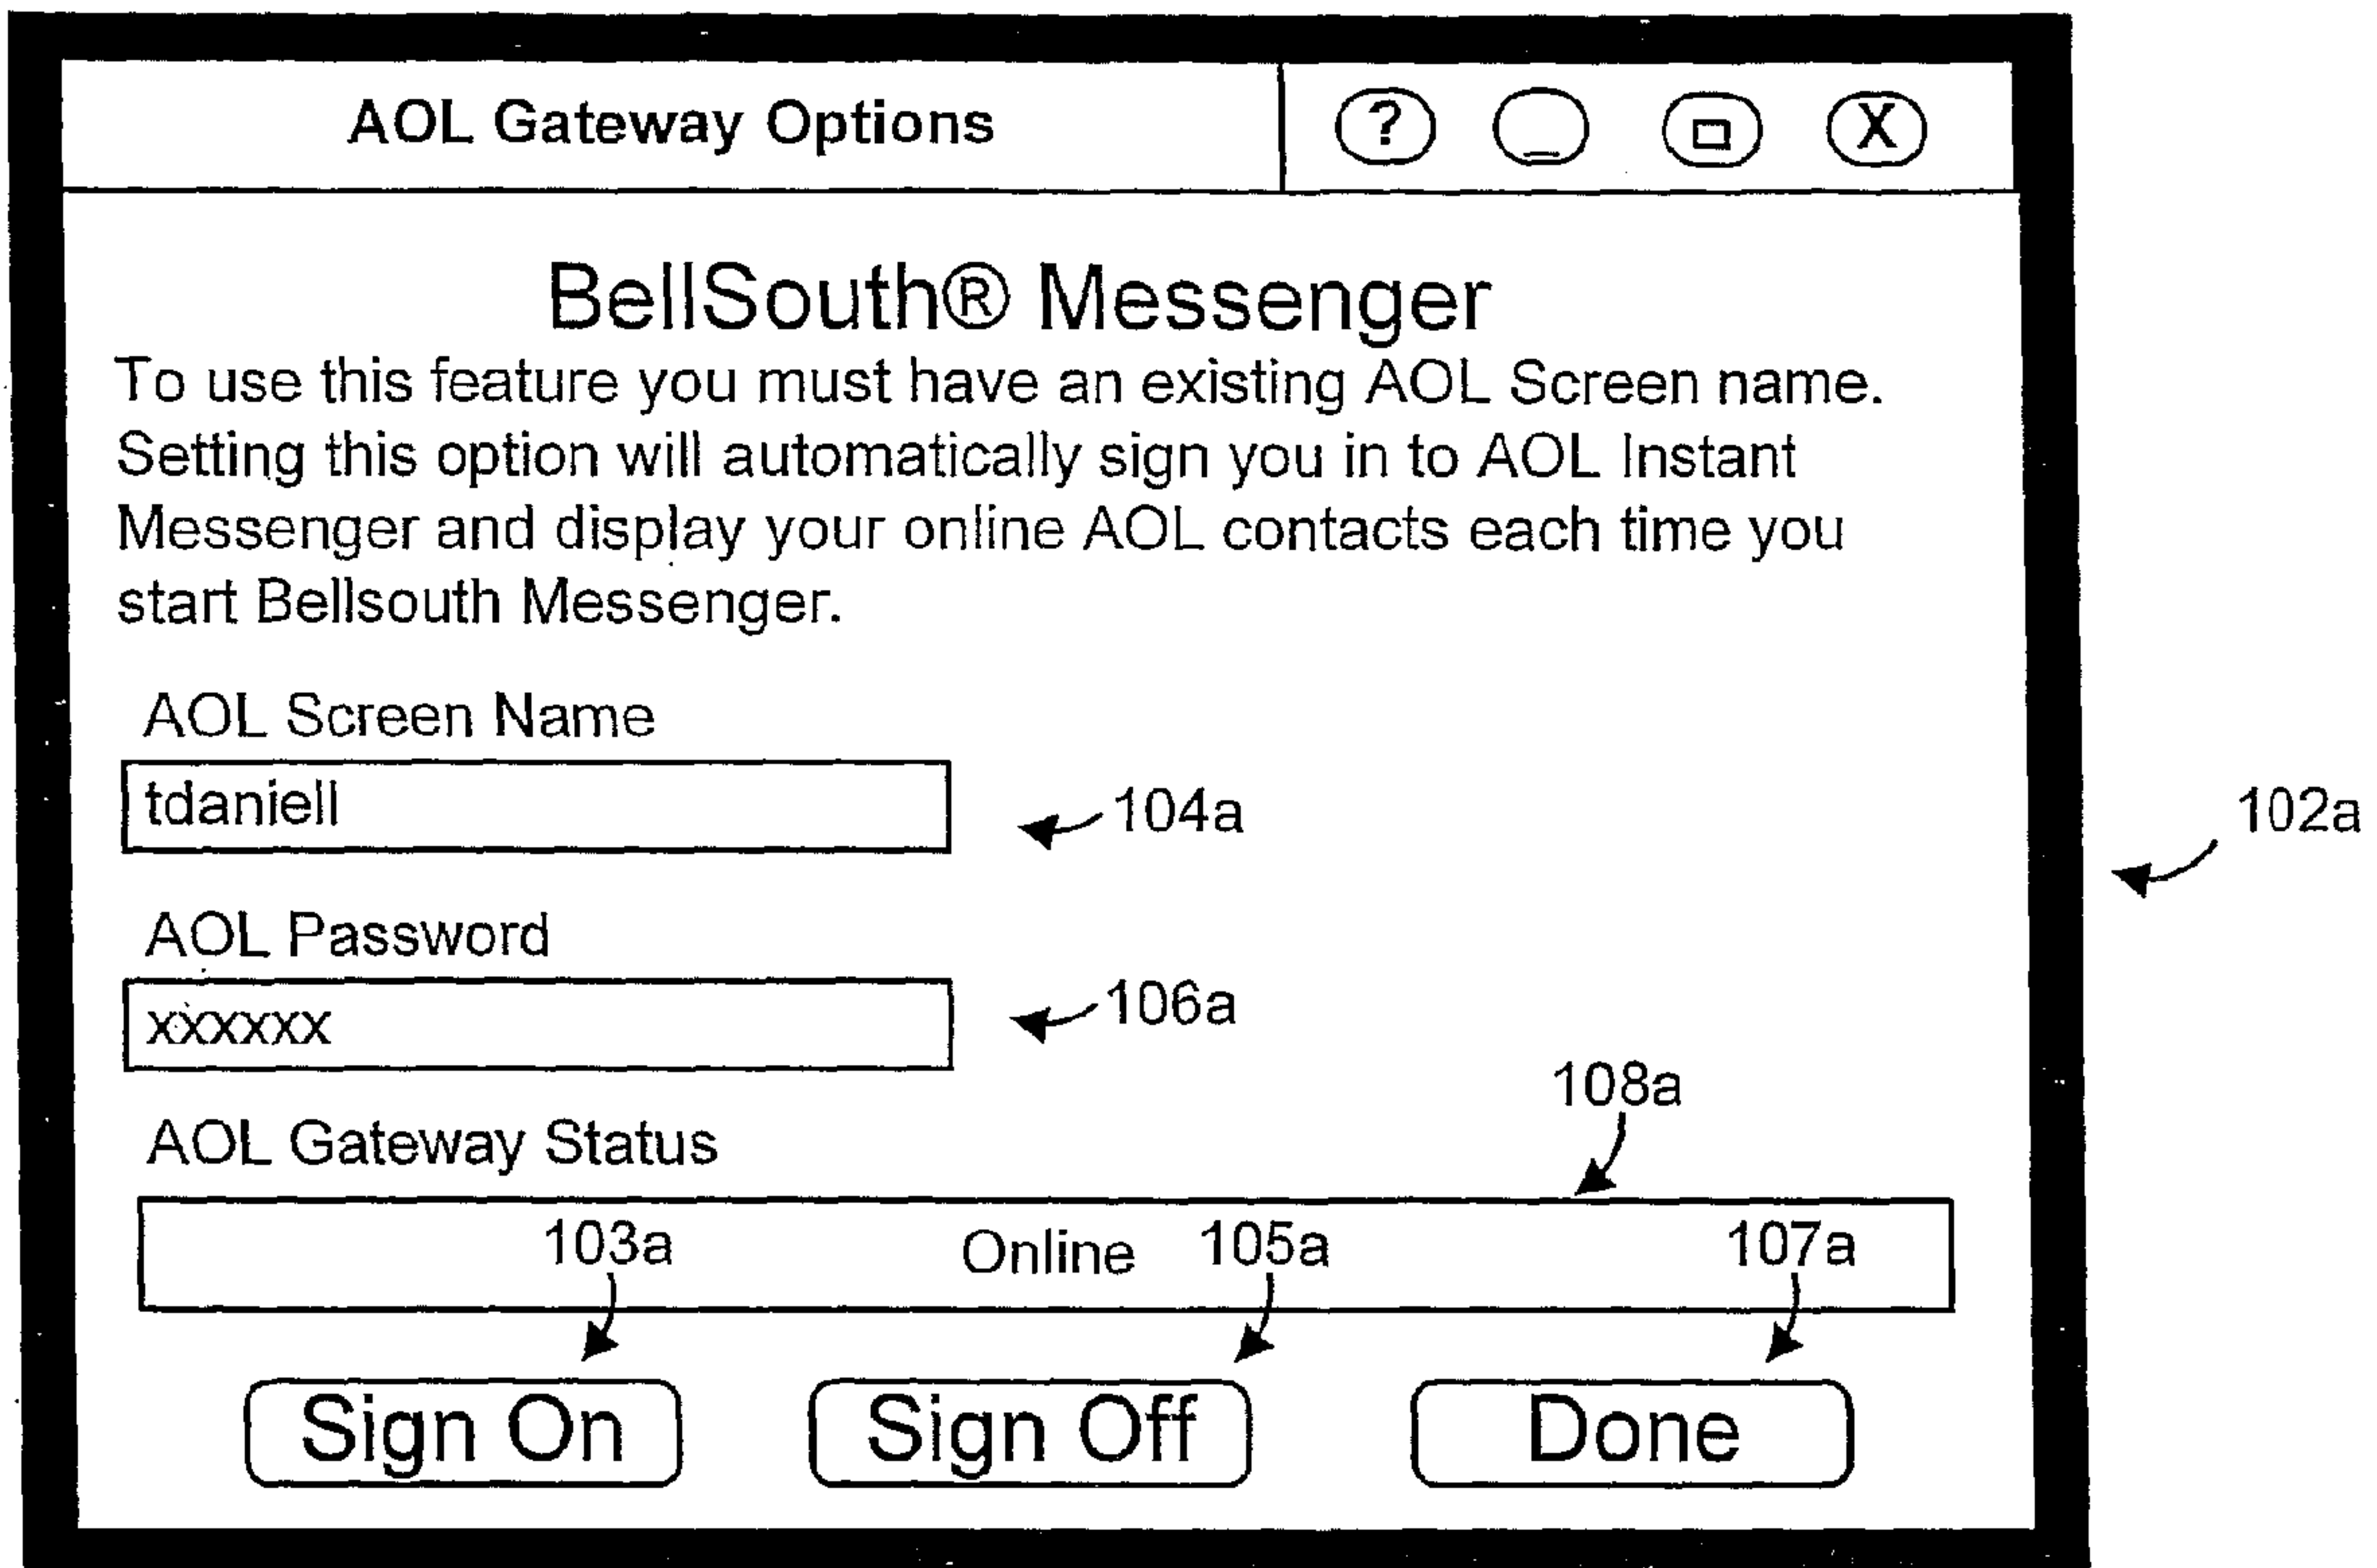 AOL Gateway Options ? _ X
BellSouth® Messenger
To use this feature you must have an existing AOL Screen name.
Setting this option will automatically sign you in to AOL Instant
Messenger and display your online AOL contacts each time you
start Bellsouth Messenger.
AOL Screen Name
tdaniell
104a
102a
AOL Password
xxxxxx
106a
108a
AOL Gateway Status
103a Online 105a 107a
Sign On Sign Off Done